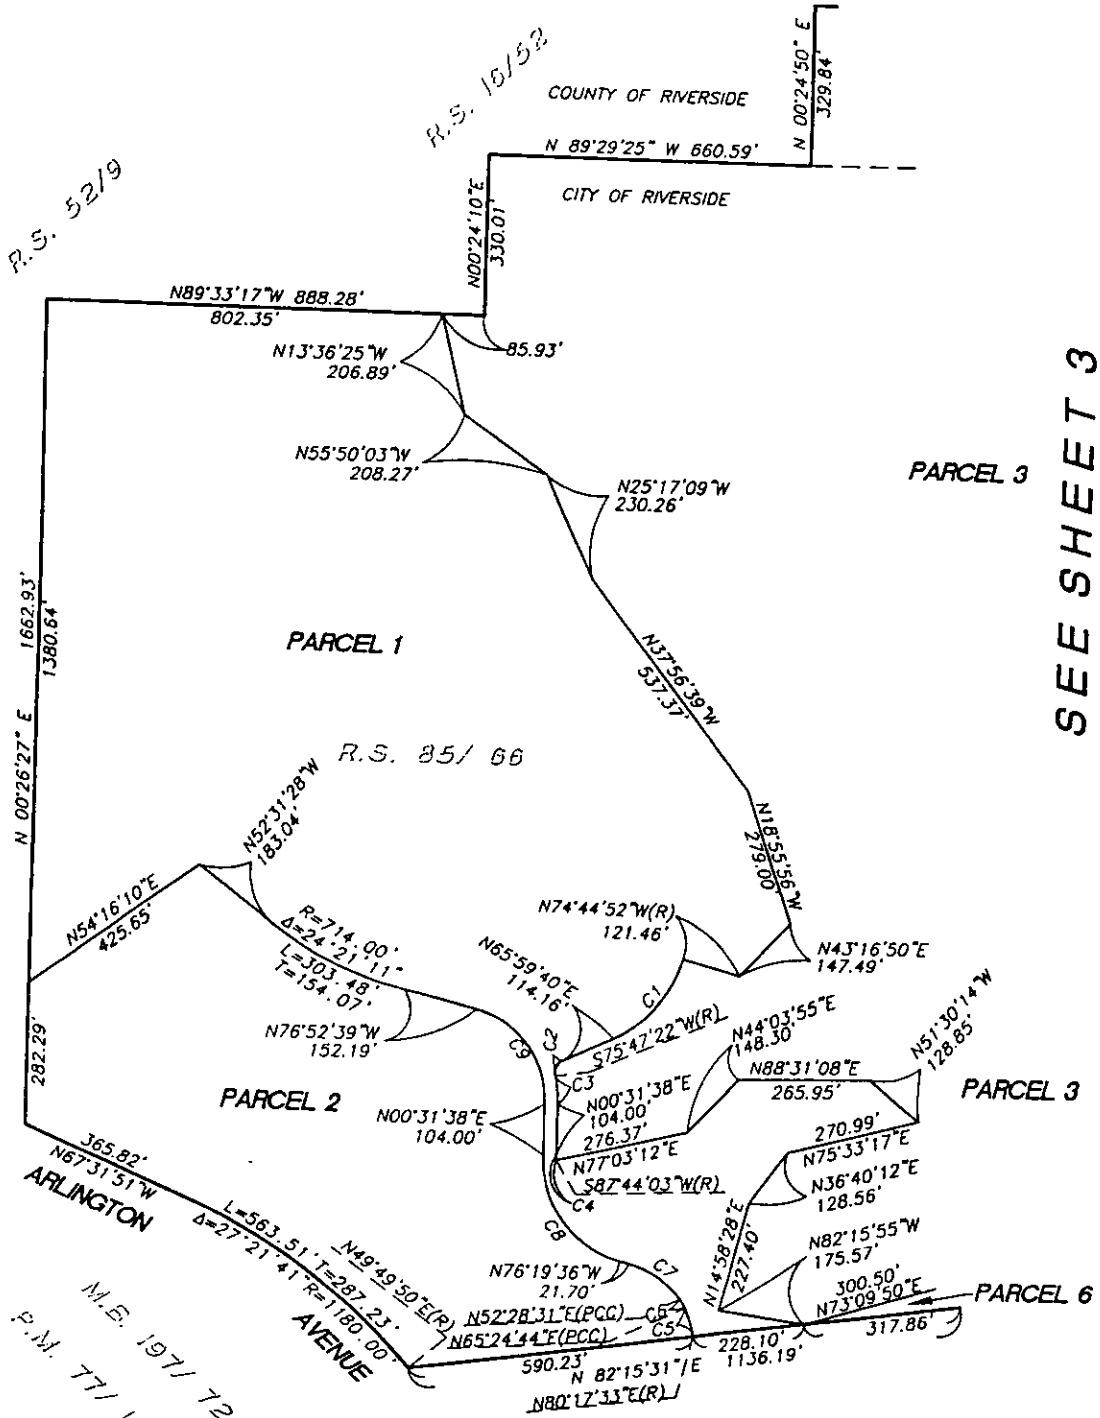 R.S. 10/52
COUNTY OF RIVERSIDE
N 00°24'50" E
329.84'
N 89°29'25" W 660.59'
CITY OF RIVERSIDE
R.S. 52/9
N00°24'10"E
330.01'
N89°33'17"W 888.28'
802.35'
85.93'
N13°36'25"W
206.89'
N55°50'03"W
208.27'
N25°17'09"W
230.26'
PARCEL 3
SEE SHEET 3
N 00°26'27" E 1662.93'
1380.64'
PARCEL 1
N37°56'39"W
537.37'
R.S. 85/ 66
N52°31'28"W
183.04'
N18°55'56"W
279.00'
N54°16'10"E
425.65'
R=714.00'
Δ=24°21'11"
L=303.48'
T=154.07'
N74°44'52"W(R)
121.46'
N43°16'50"E
147.49'
N65°59'40"E
114.16'
C1
C2
S75°47'22"W(R)
N76°52'39"W
152.19'
C9
C3
N44°03'55"E
148.30'
N51°30'14"W
128.85'
N88°31'08"E
265.95'
PARCEL 3
282.29'
PARCEL 2
N00°31'38"E
104.00'
N00°31'38"E
104.00'
276.37'
N77°03'12"E
S87°44'03"W(R)
C4
270.99'
N75°33'17"E
N36°40'12"E
128.56'
365.82'
N67°31'51"W
ARLINGTON
L=563.51' T=287.23'
Δ=27°21'41" R=1180.00'
AVENUE
N49°49'50"E(R)
C8
C7
N14°58'28"E
227.40'
N82°15'55"W
175.57'
N76°19'36"W
21.70'
300.50'
N73°09'50"E
PARCEL 6
317.86'
N52°28'31"E(PCC)
C6
N65°24'44"E(PCC)
C5
228.10'
590.23'
1136.19'
N 82°15'31" E
N80°17'33"E(R)
M.B. 197/ 72
P.M. 77/